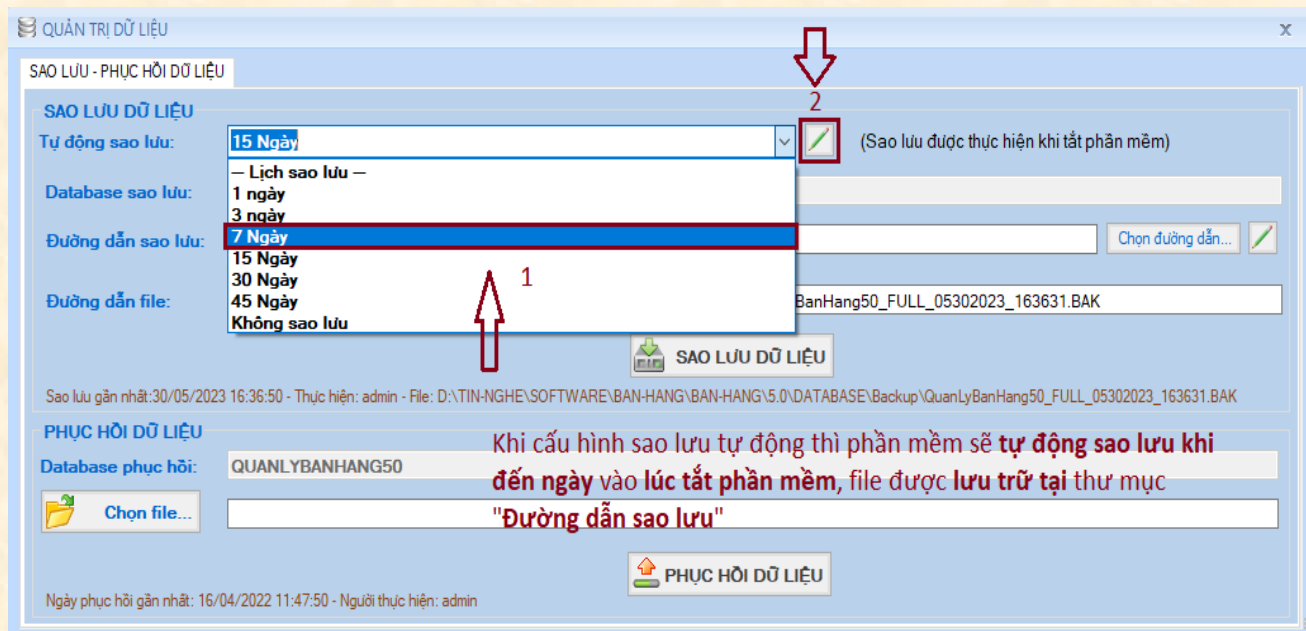 QUẢN TRỊ DỮ LIỆU
x
SAO LƯU - PHỤC HỒI DỮ LIỆU
SAO LƯU DỮ LIỆU
2
Tự động sao lưu:
15 Ngày
(Sao lưu được thực hiện khi tắt phần mềm)
— Lịch sao lưu —
Database sao lưu:
1 ngày
3 ngày
Đường dẫn sao lưu:
7 Ngày
Chọn đường dẫn...
15 Ngày
1
30 Ngày
Đường dẫn file:
45 Ngày
BanHang50_FULL_05302023_163631.BAK
Không sao lưu
SAO LƯU DỮ LIỆU
Sao lưu gần nhất:30/05/2023 16:36:50 - Thực hiện: admin - File: D:\TIN-NGHE\SOFTWARE\BAN-HANG\BAN-HANG\5.0\DATABASE\Backup\QuanLyBanHang50_FULL_05302023_163631.BAK
PHỤC HỒI DỮ LIỆU
Database phục hồi:
QUANLYBANHANG50
Khi cấu hình sao lưu tự động thì phần mềm sẽ tự động sao lưu khi
đến ngày vào lúc tắt phần mềm, file được lưu trữ tại thư mục
"Đường dẫn sao lưu"
Chọn file...
PHỤC HỒI DỮ LIỆU
Ngày phục hồi gần nhất: 16/04/2022 11:47:50 - Người thực hiện: admin